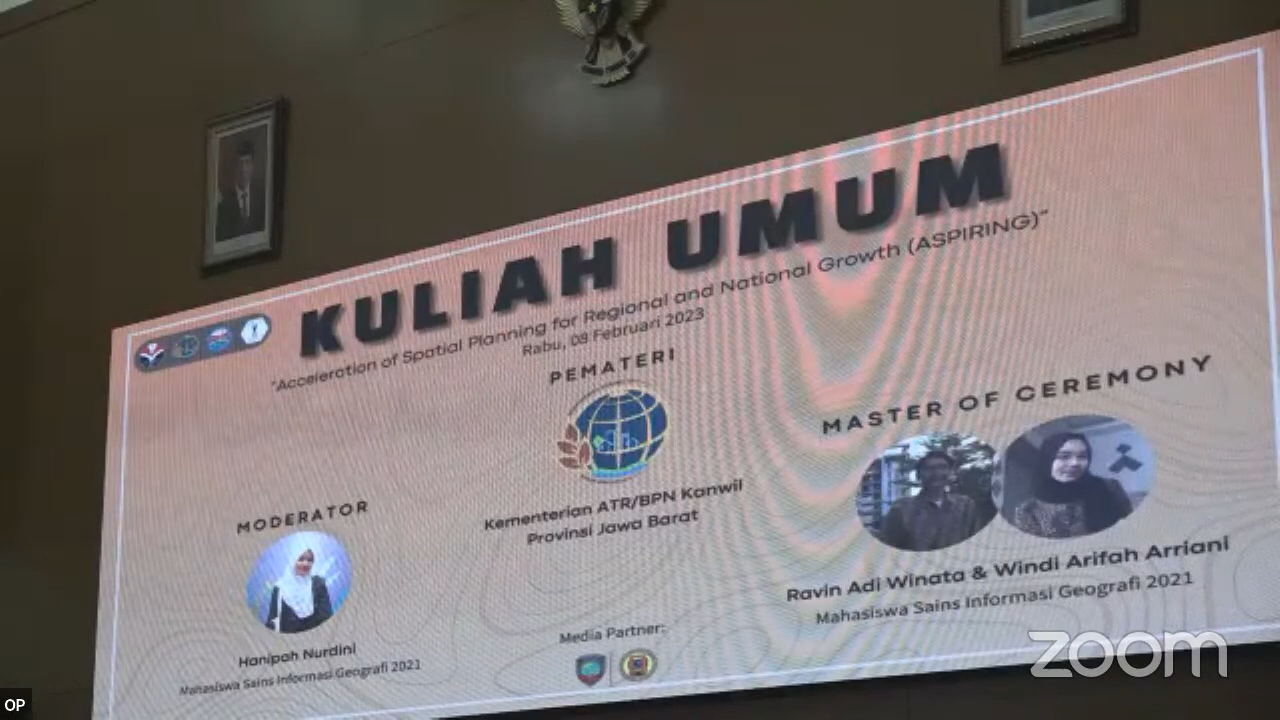 KULIAH UMUM
"Acceleration of Spatial Planning for Regional and National Growth (ASPIRING)"
Rabu, 08 Februari 2023
PEMATERI
Kementerian ATR/BPN Kanwil
Provinsi Jawa Barat
MODERATOR
Hanipah Nurdini
Mahasiswa Sains Informasi Geografi 2021
MASTER OF CEREMONY
Ravin Adi Winata & Windi Arifah Arriani
Mahasiswa Sains Informasi Geografi 2021
Media Partner:
zoom
OP